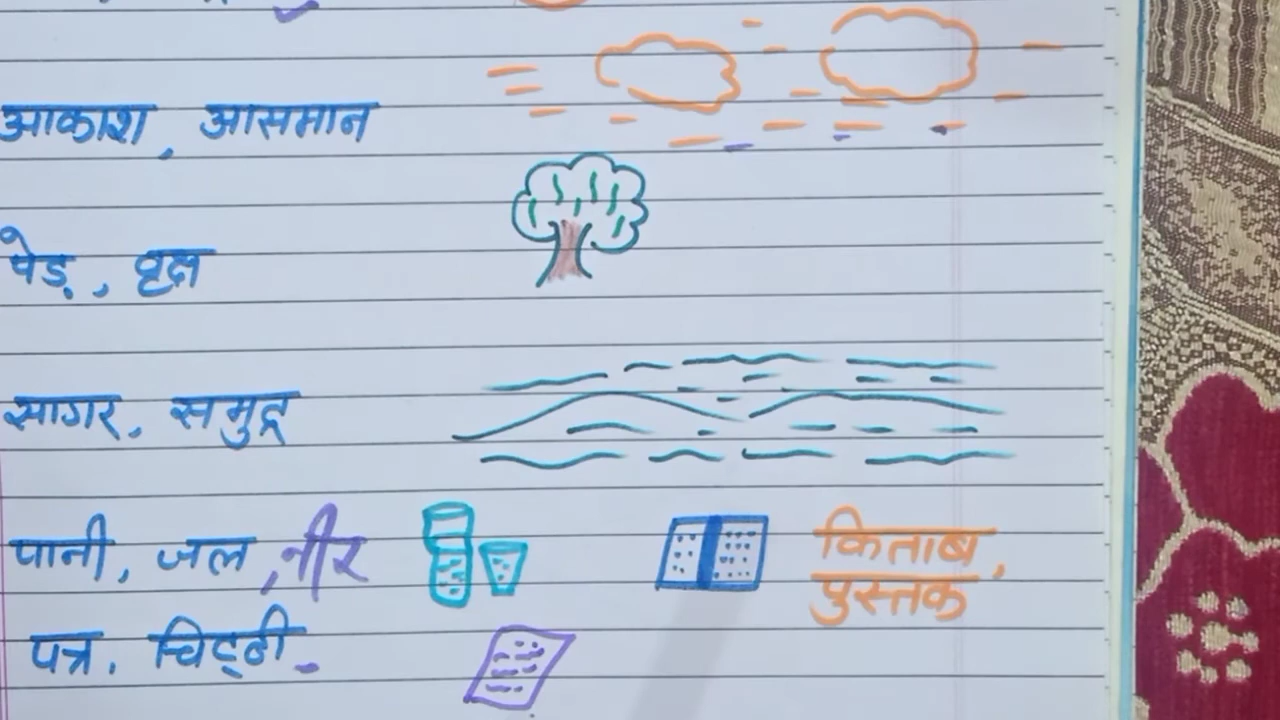 आकाश, आसमान
पेड़, वृक्ष
सागर, समुद्र
पानी, जल, नीर
किताब,
पुस्तक
पत्र, चिट्ठी